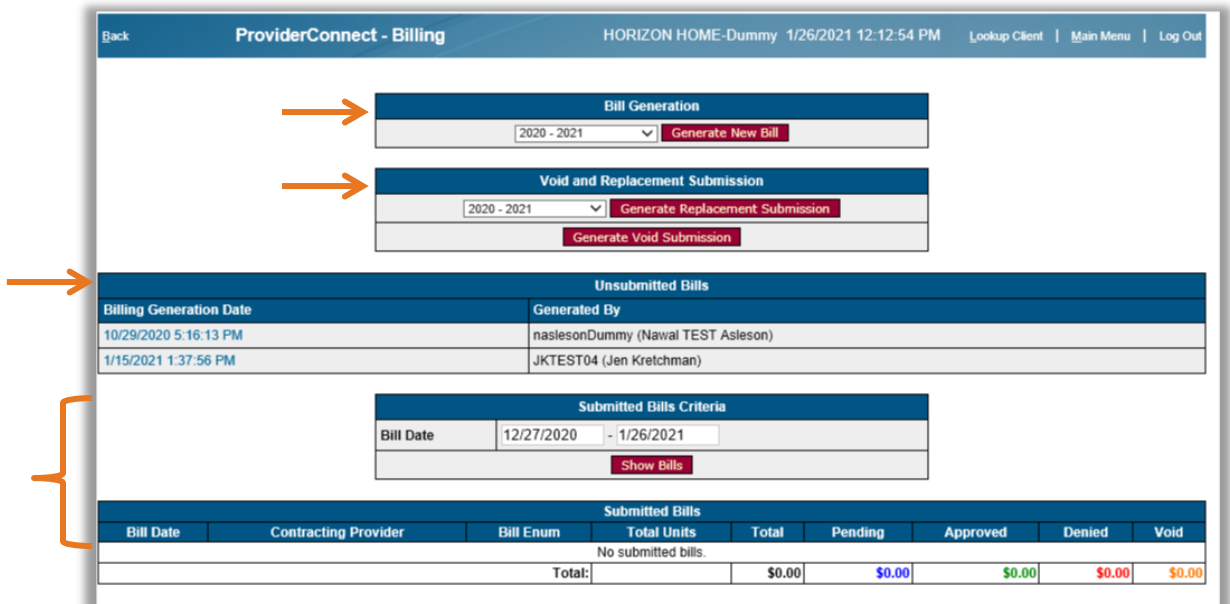 Back ProviderConnect - Billing HORIZON HOME-Dummy 1/26/2021 12:12:54 PM Lookup Client | Main Menu | Log Out
Bill Generation
2020 - 2021 Generate New Bill
Void and Replacement Submission
2020 - 2021 Generate Replacement Submission
Generate Void Submission
Unsubmitted Bills
Billing Generation Date Generated By
10/29/2020 5:16:13 PM naslesonDummy (Nawal TEST Asleson)
1/15/2021 1:37:56 PM JKTEST04 (Jen Kretchman)
Submitted Bills Criteria
Bill Date 12/27/2020 - 1/26/2021
Show Bills
Submitted Bills
Bill Date Contracting Provider Bill Enum Total Units Total Pending Approved Denied Void
No submitted bills.
Total: $0.00 $0.00 $0.00 $0.00 $0.00